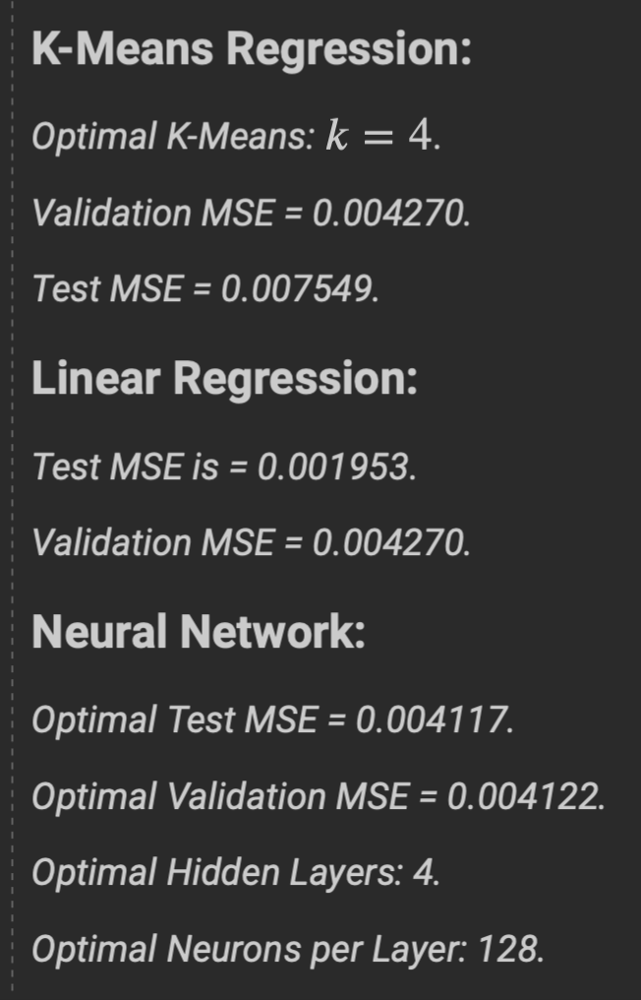 K-Means Regression:
Optimal K-Means: k = 4.
Validation MSE = 0.004270.
Test MSE = 0.007549.
Linear Regression:
Test MSE is = 0.001953.
Validation MSE = 0.004270.
Neural Network:
Optimal Test MSE = 0.004117.
Optimal Validation MSE = 0.004122.
Optimal Hidden Layers: 4.
Optimal Neurons per Layer: 128.